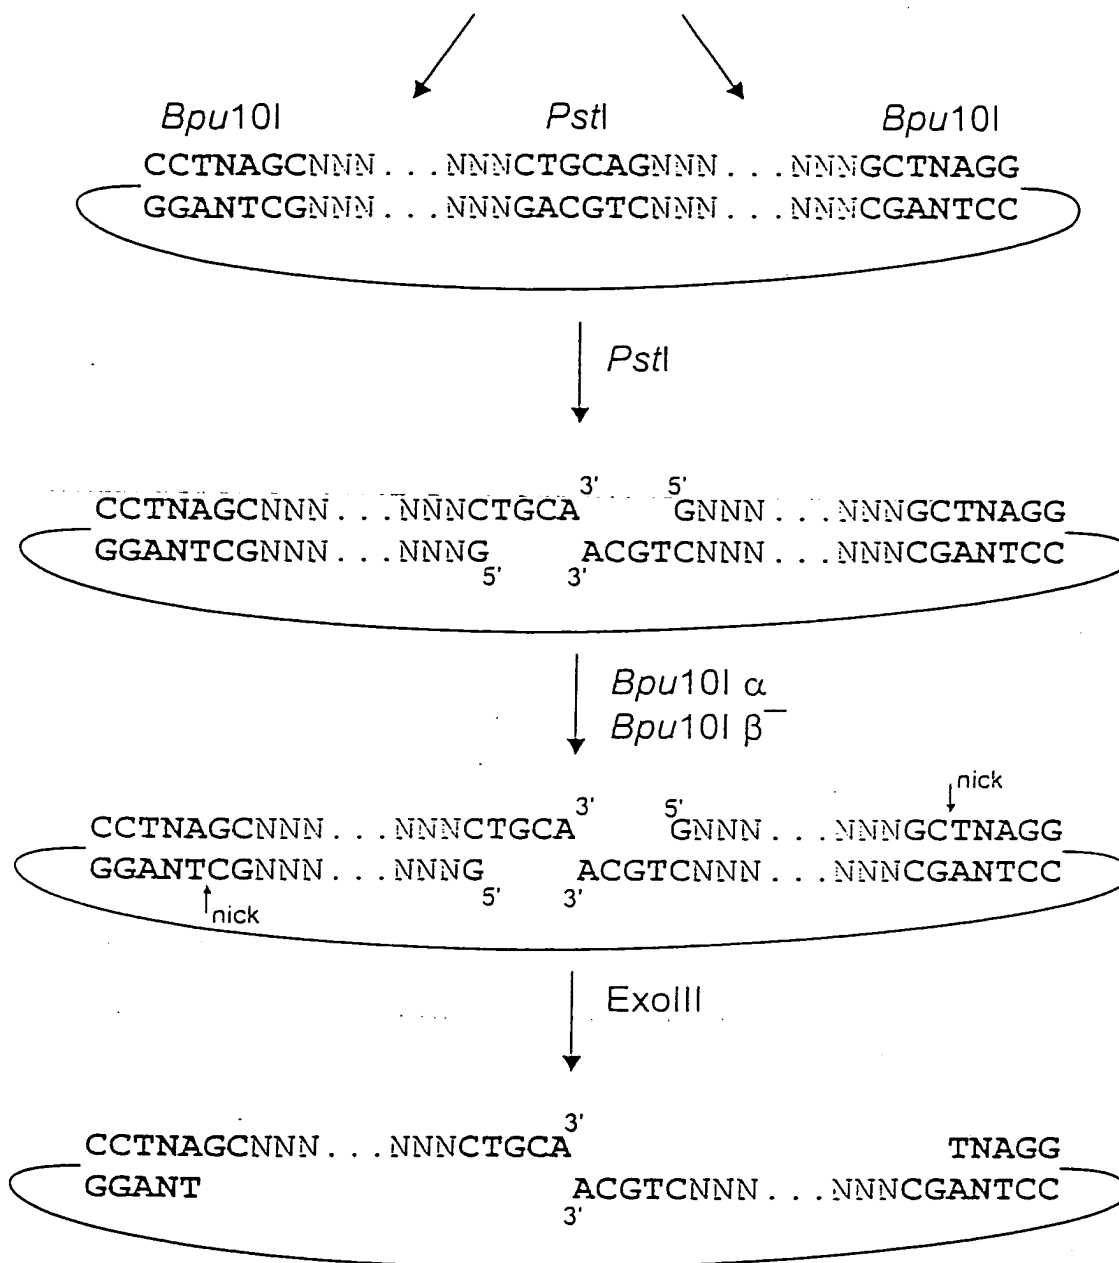 Bpu10I PstI Bpu10I
CCTNAGCNNN...NNNCTGCAGNNN...NNNGCTNAGG
GGANTCGNNN...NNNGACGTCNNN...NNNCGANTCC
PstI
3' 5'
CCTNAGCNNN...NNNCTGCA GNNN...NNNGCTNAGG
GGANTCGNNN...NNNG ACGTCNNN...NNNCGANTCC
5' 3'
Bpu10I α
Bpu10I β⁻
nick
3' 5'
CCTNAGCNNN...NNNCTGCA GNNN...NNNGCTNAGG
GGANTCGNNN...NNNG ACGTCNNN...NNNCGANTCC
5' 3'
nick
ExoIII
3'
CCTNAGCNNN...NNNCTGCA TNAGG
GGANT ACGTCNNN...NNNCGANTCC
3'